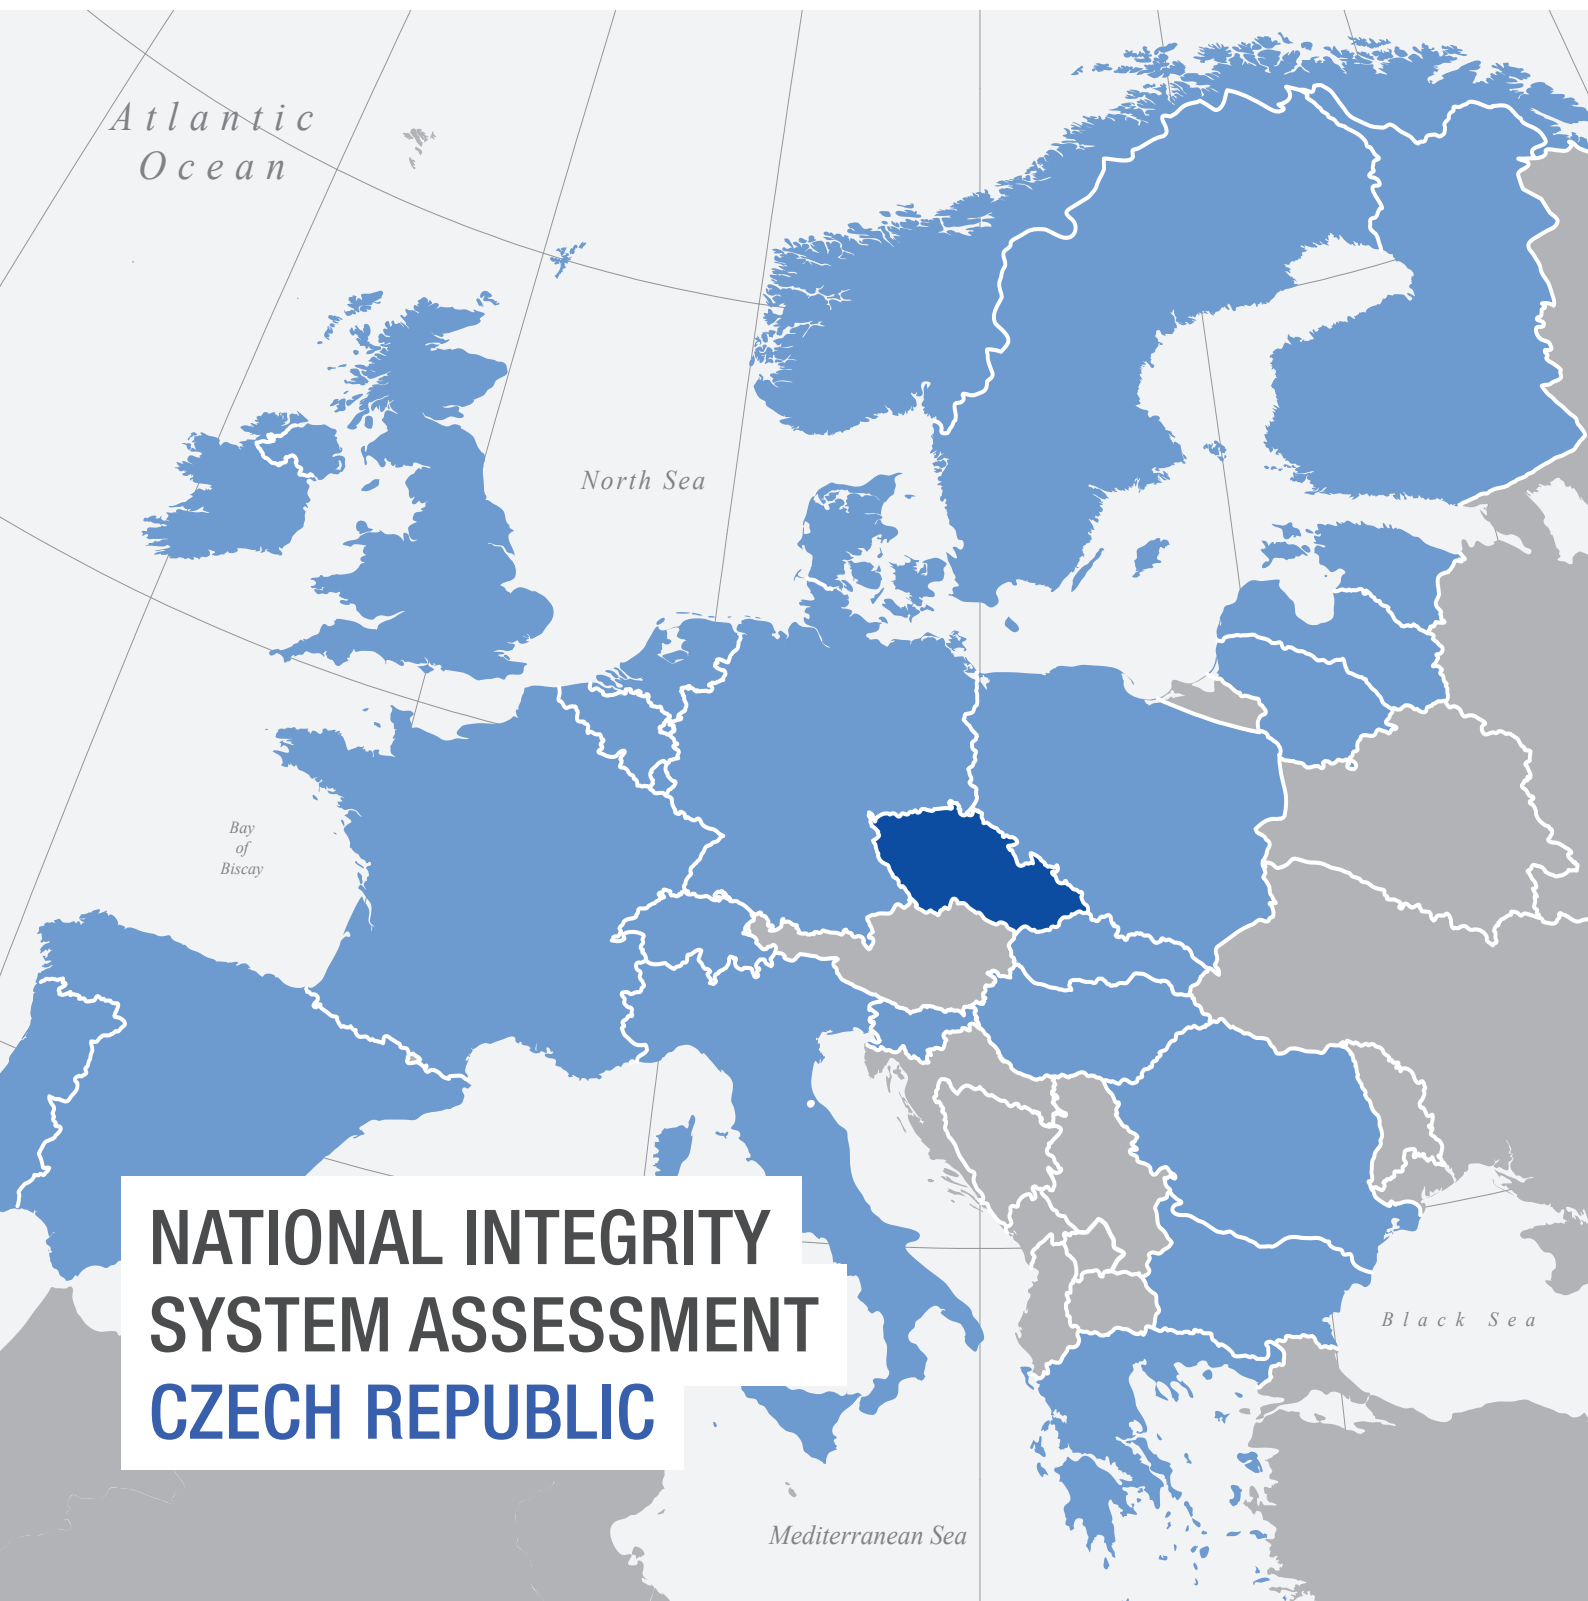 Atlantic
Ocean
North Sea
Bay
of
Biscay
Black Sea
NATIONAL INTEGRITY
SYSTEM ASSESSMENT
CZECH REPUBLIC
Mediterranean Sea